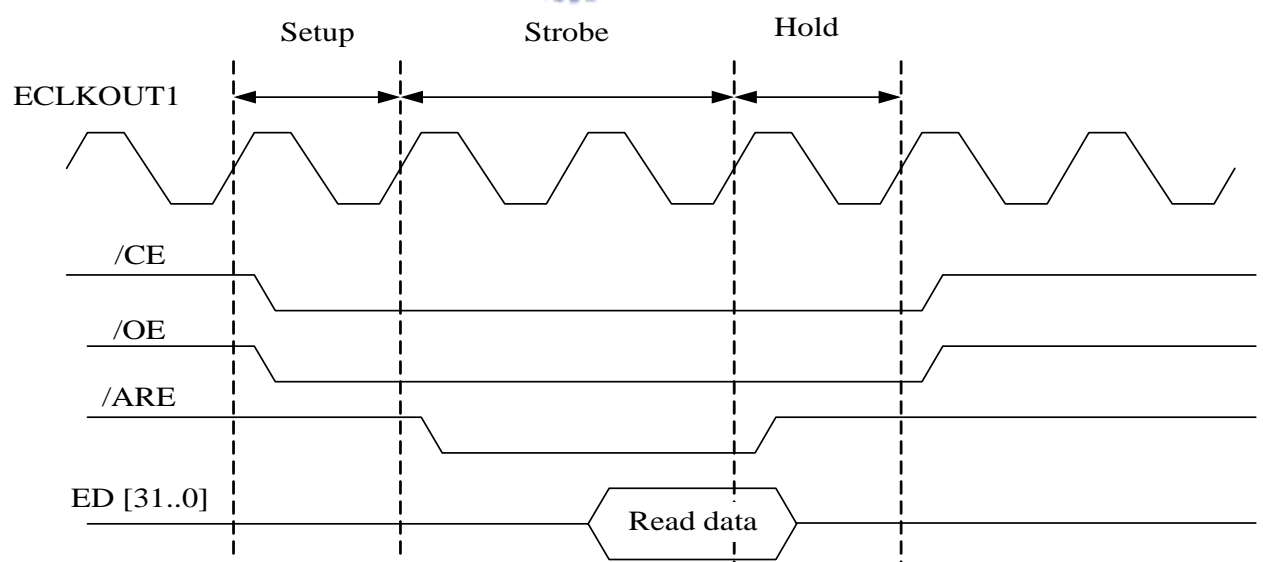 Setup Strobe Hold
ECLKOUT1
/CE
/OE
/ARE
ED [31..0]
Read data